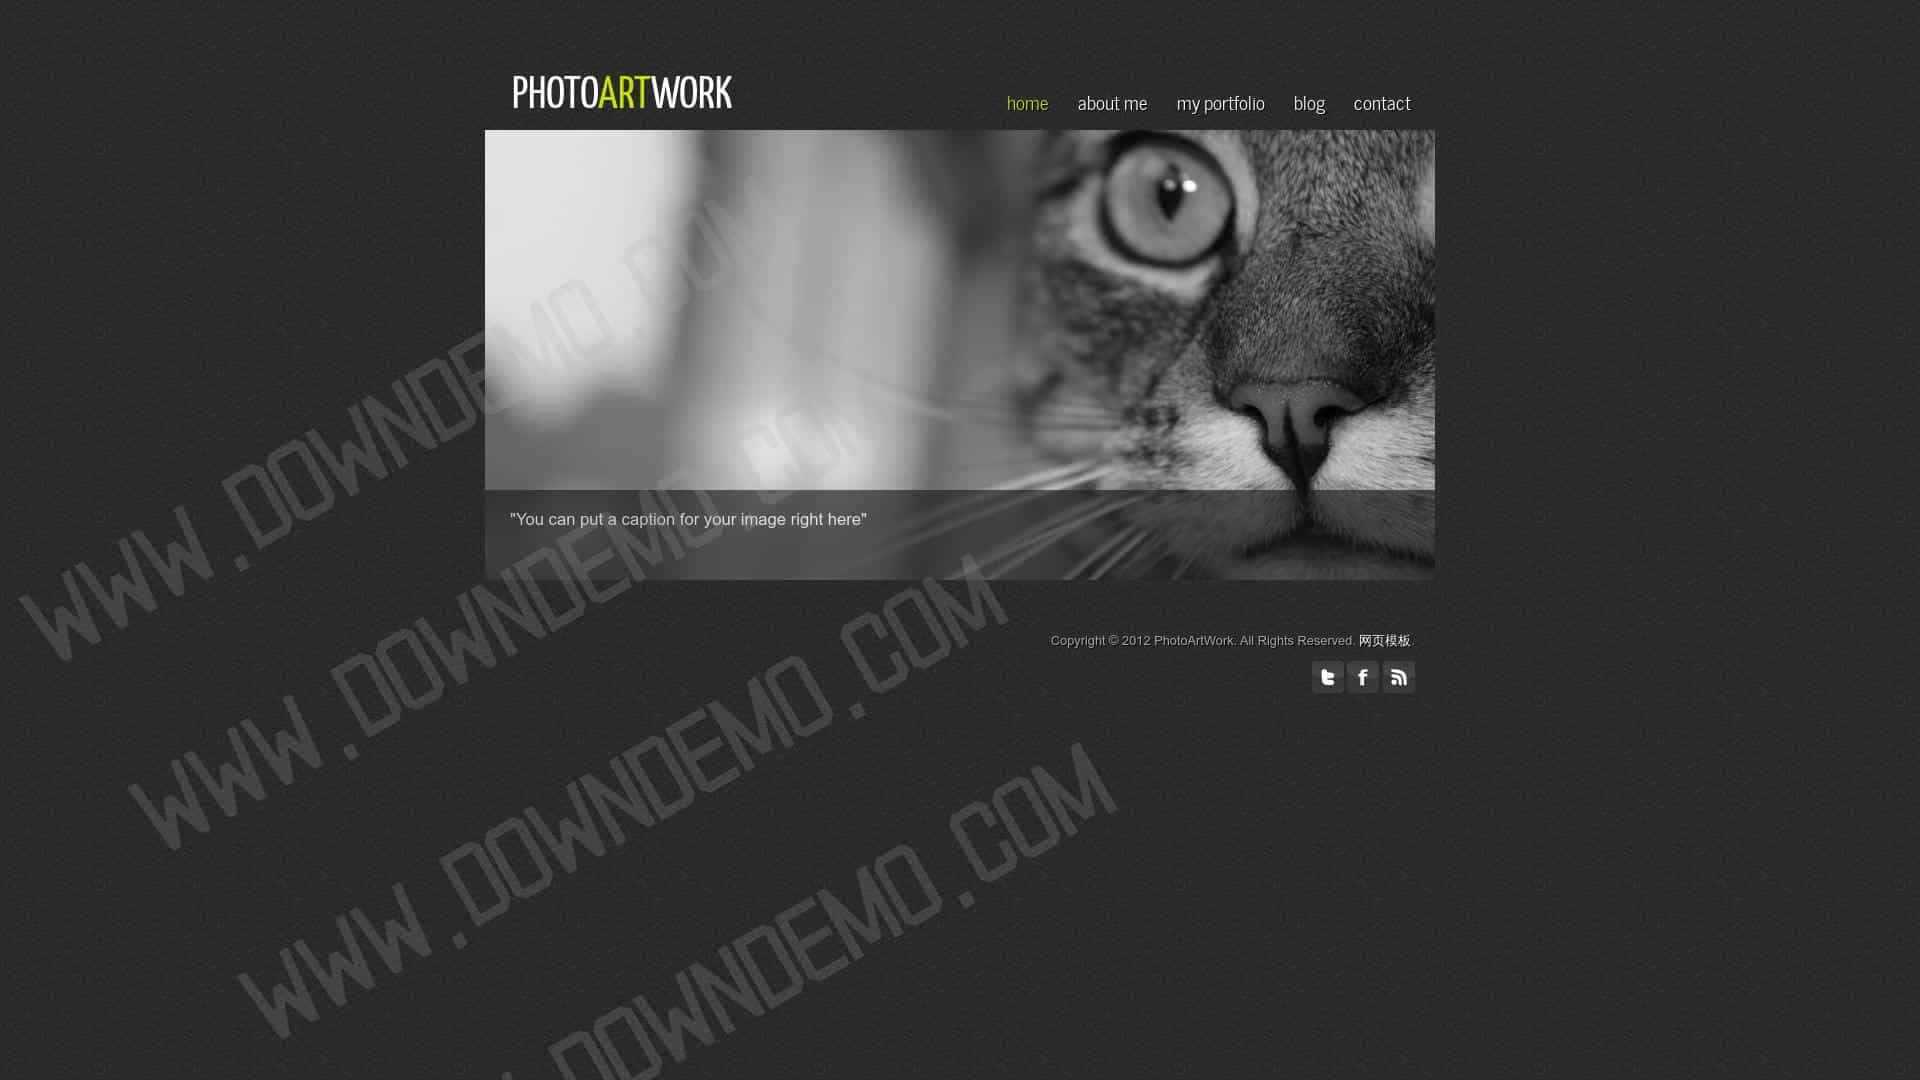 PHOTOARTWORK
home about me my portfolio blog contact
"You can put a caption for your image right here"
Copyright © 2012 PhotoArtWork. All Rights Reserved. 网页模板.
WWW.DOWNDEMO.COM
WWW.DOWNDEMO.COM
WWW.DOWNDEMO.COM
.DOWNDEMO.COM